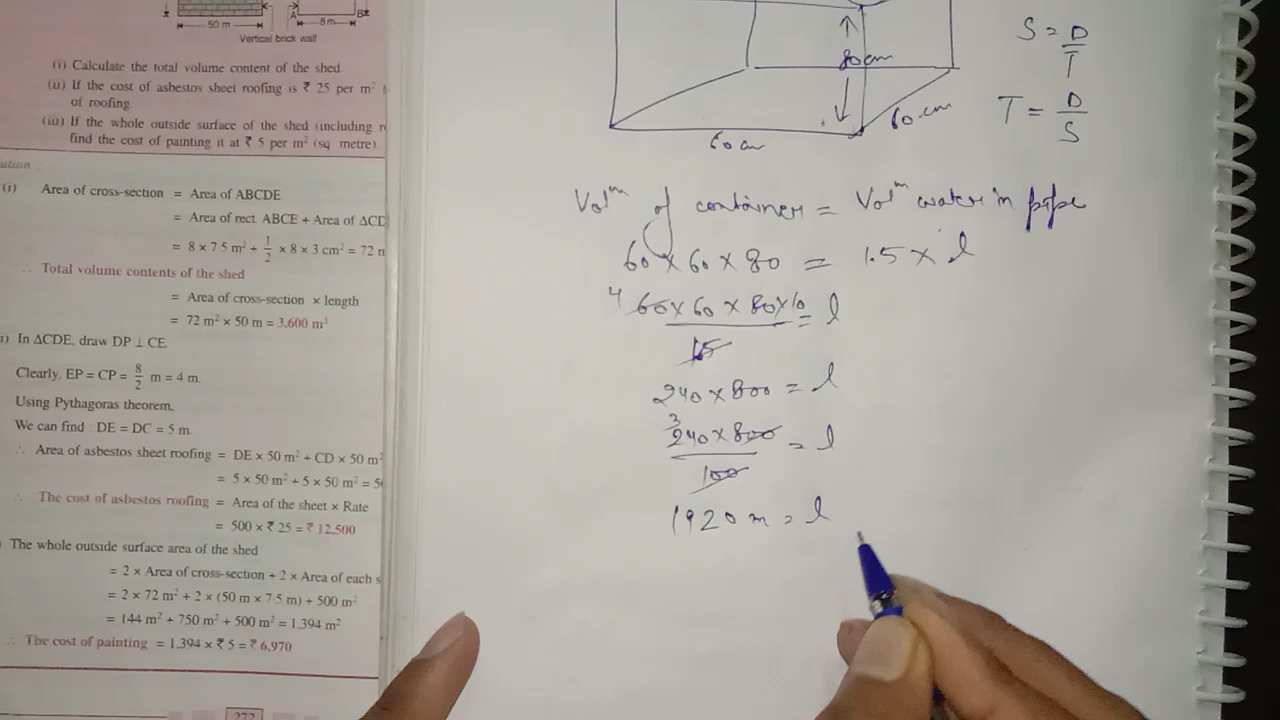 50 m
A
8 m
B
Vertical brick wall
(i) Calculate the total volume content of the shed
(ii) If the cost of asbestos sheet roofing is ₹ 25 per m²
of roofing
(iii) If the whole outside surface of the shed (including
find the cost of painting it at ₹ 5 per m² (sq. metre)
(i) Area of cross-section = Area of ABCDE
= Area of rect. ABCE + Area of ΔCD
= 8 × 7.5 m² + 1/2 × 8 × 3 cm² = 72 m
∴ Total volume contents of the shed
= Area of cross-section × length
= 72 m² × 50 m = 3,600 m³
) In ΔCDE, draw DP ⊥ CE
Clearly, EP = CP = 8/2 m = 4 m.
Using Pythagoras theorem,
We can find DE = DC = 5 m
∴ Area of asbestos sheet roofing = DE × 50 m² + CD × 50 m²
= 5 × 50 m² + 5 × 50 m² = 5
∴ The cost of asbestos roofing = Area of the sheet × Rate
= 500 × ₹ 25 = ₹ 12,500
The whole outside surface area of the shed
= 2 × Area of cross-section + 2 × Area of each s
= 2 × 72 m² + 2 × (50 m × 7.5 m) + 500 m²
= 144 m² + 750 m² + 500 m² = 1,394 m²
∴ The cost of painting = 1,394 × ₹ 5 = ₹ 6,970
80 cm
60 cm
60 cm
S = D/T
T = D/S
Volᵐ of container = Volᵐ water in pipe
60 × 60 × 80 = 1.5 × l
4 60 × 60 × 80 × 10 = l
15
240 × 800 = l
240 × 800 = l
100
1920 m = l